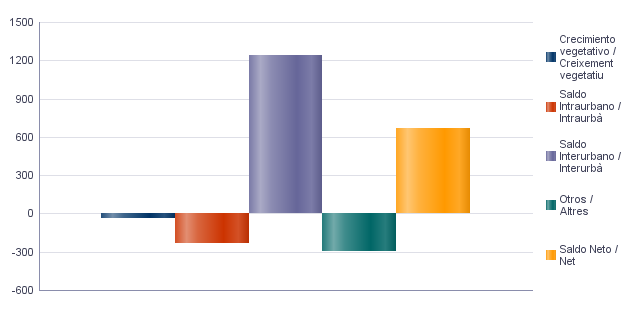 1500
1200
900
600
300
0
-300
-600
Crecimiento
vegetativo /
Creixement
vegetatiu
Saldo
Intraurbano /
Intraurbà
Saldo
Interurbano /
Interurbà
Otros /
Altres
Saldo Neto /
Net